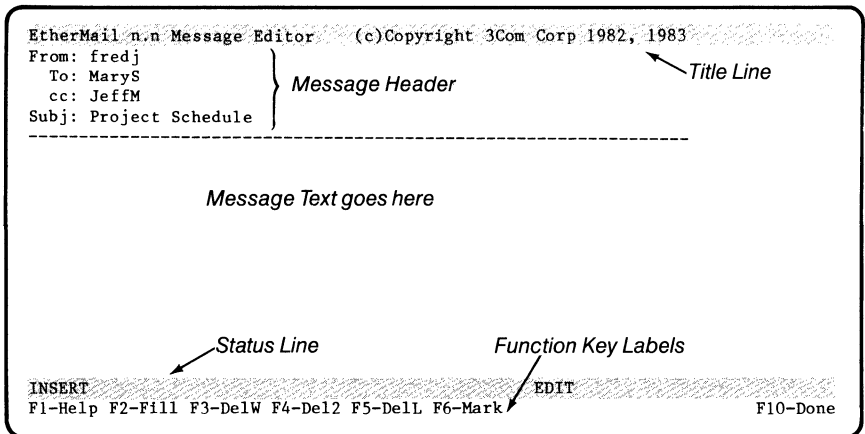 EtherMail n.n Message Editor (c)Copyright 3Com Corp 1982, 1983
Title Line
From: fredj
To: MaryS
cc: JeffM
Subj: Project Schedule
Message Header
Message Text goes here
Status Line
Function Key Labels
INSERT EDIT
F1-Help F2-Fill F3-DelW F4-Del2 F5-DelL F6-Mark F10-Done